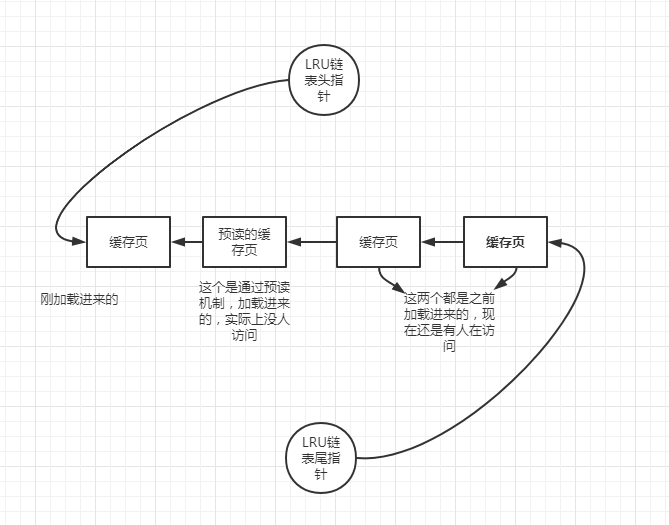 LRU链
表头指
针
缓存页
预读的缓
存页
缓存页
缓存页
刚加载进来的
这个是通过预读
机制，加载进来
的，实际上没人
访问
这两个都是之前
加载进来的，现
在还是有人在访
问
LRU链
表尾指
针